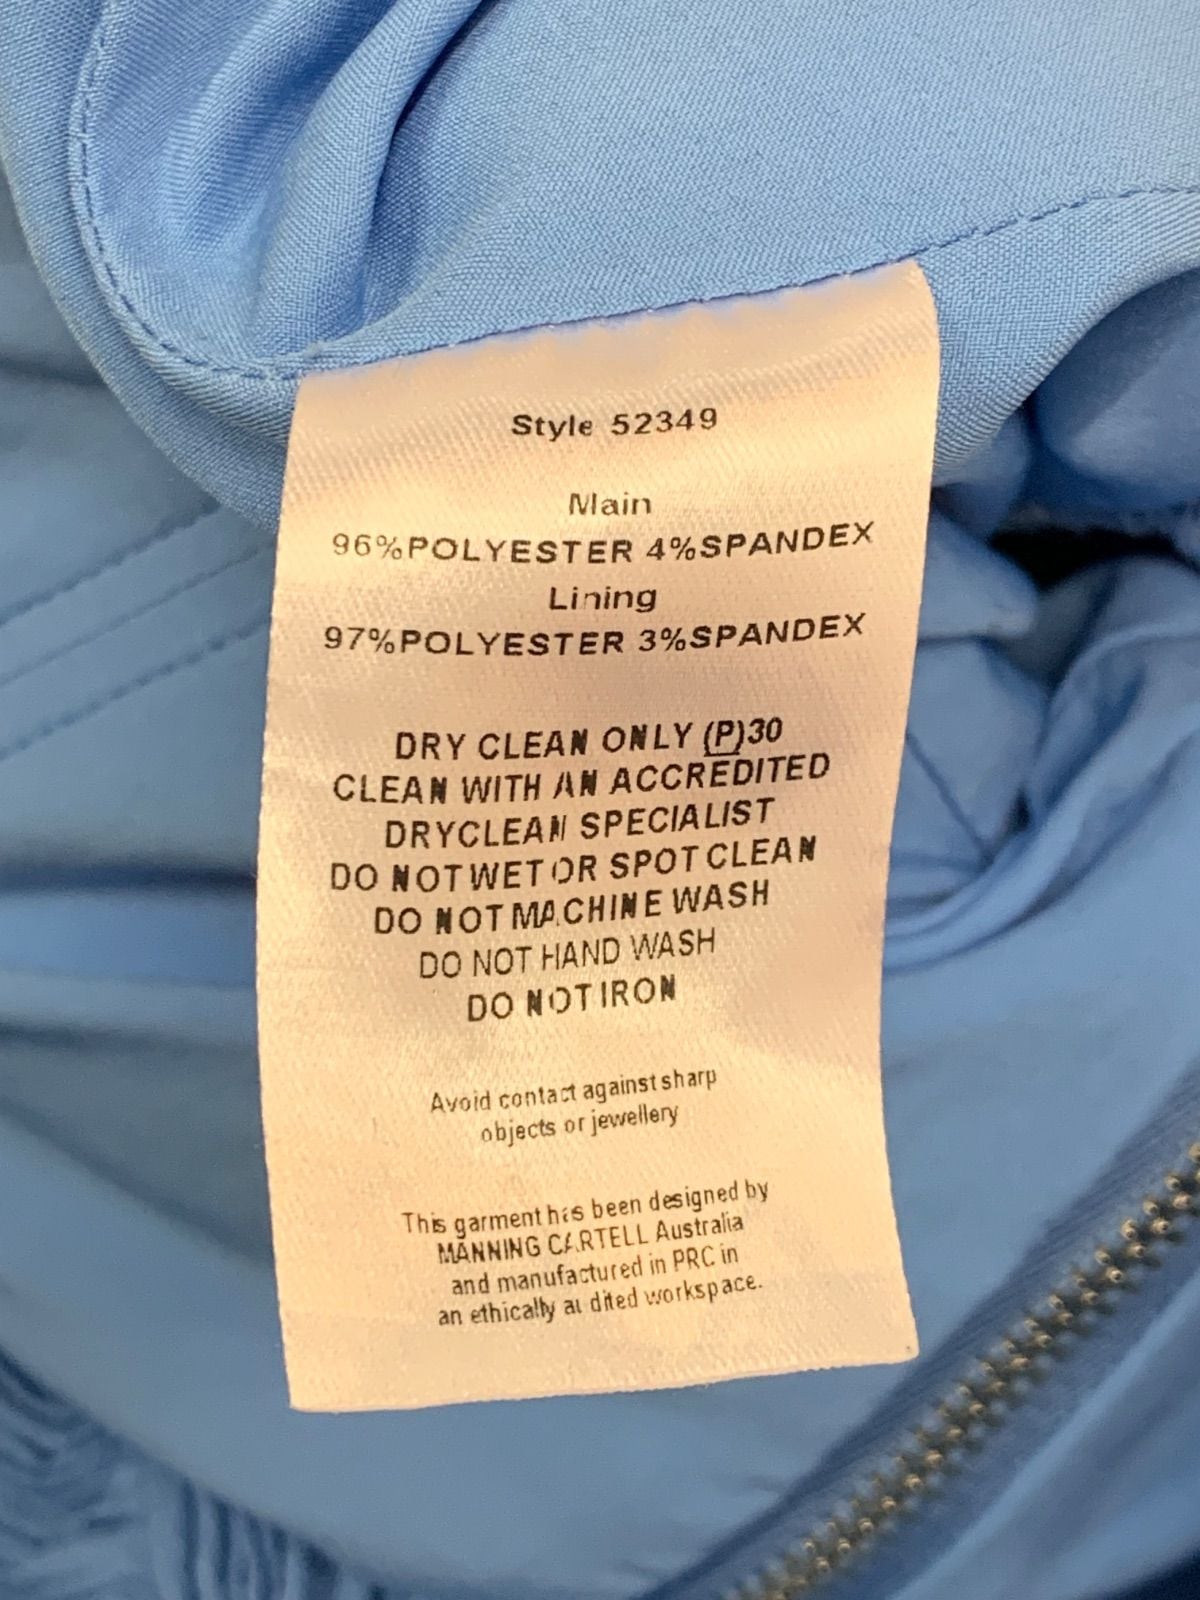 Style 52349
Main
96%POLYESTER 4%SPANDEX
Lining
97%POLYESTER 3%SPANDEX
DRY CLEAN ONLY (P)30
CLEAN WITH AN ACCREDITED
DRYCLEAN SPECIALIST
DO NOT WET OR SPOT CLEAN
DO NOT MACHINE WASH
DO NOT HAND WASH
DO NOT IRON
Avoid contact against sharp
objects or jewellery
This garment has been designed by
MANNING CARTELL Australia
and manufactured in PRC in
an ethically audited workspace.